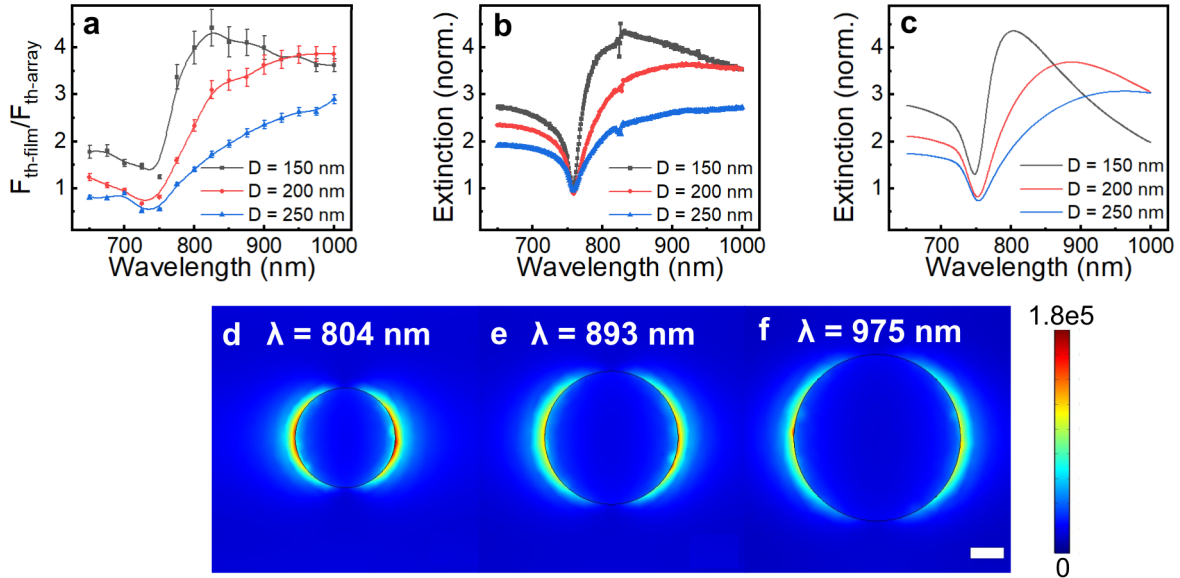 a
F_th-film/F_th-array
4
3
2
1
700
800
900
1000
Wavelength (nm)
D = 150 nm
D = 200 nm
D = 250 nm
b
Extinction (norm.)
4
3
2
1
700
800
900
1000
Wavelength (nm)
D = 150 nm
D = 200 nm
D = 250 nm
c
Extinction (norm.)
4
3
2
1
700
800
900
1000
Wavelength (nm)
D = 150 nm
D = 200 nm
D = 250 nm
d λ = 804 nm
e λ = 893 nm
f λ = 975 nm
1.8e5
0